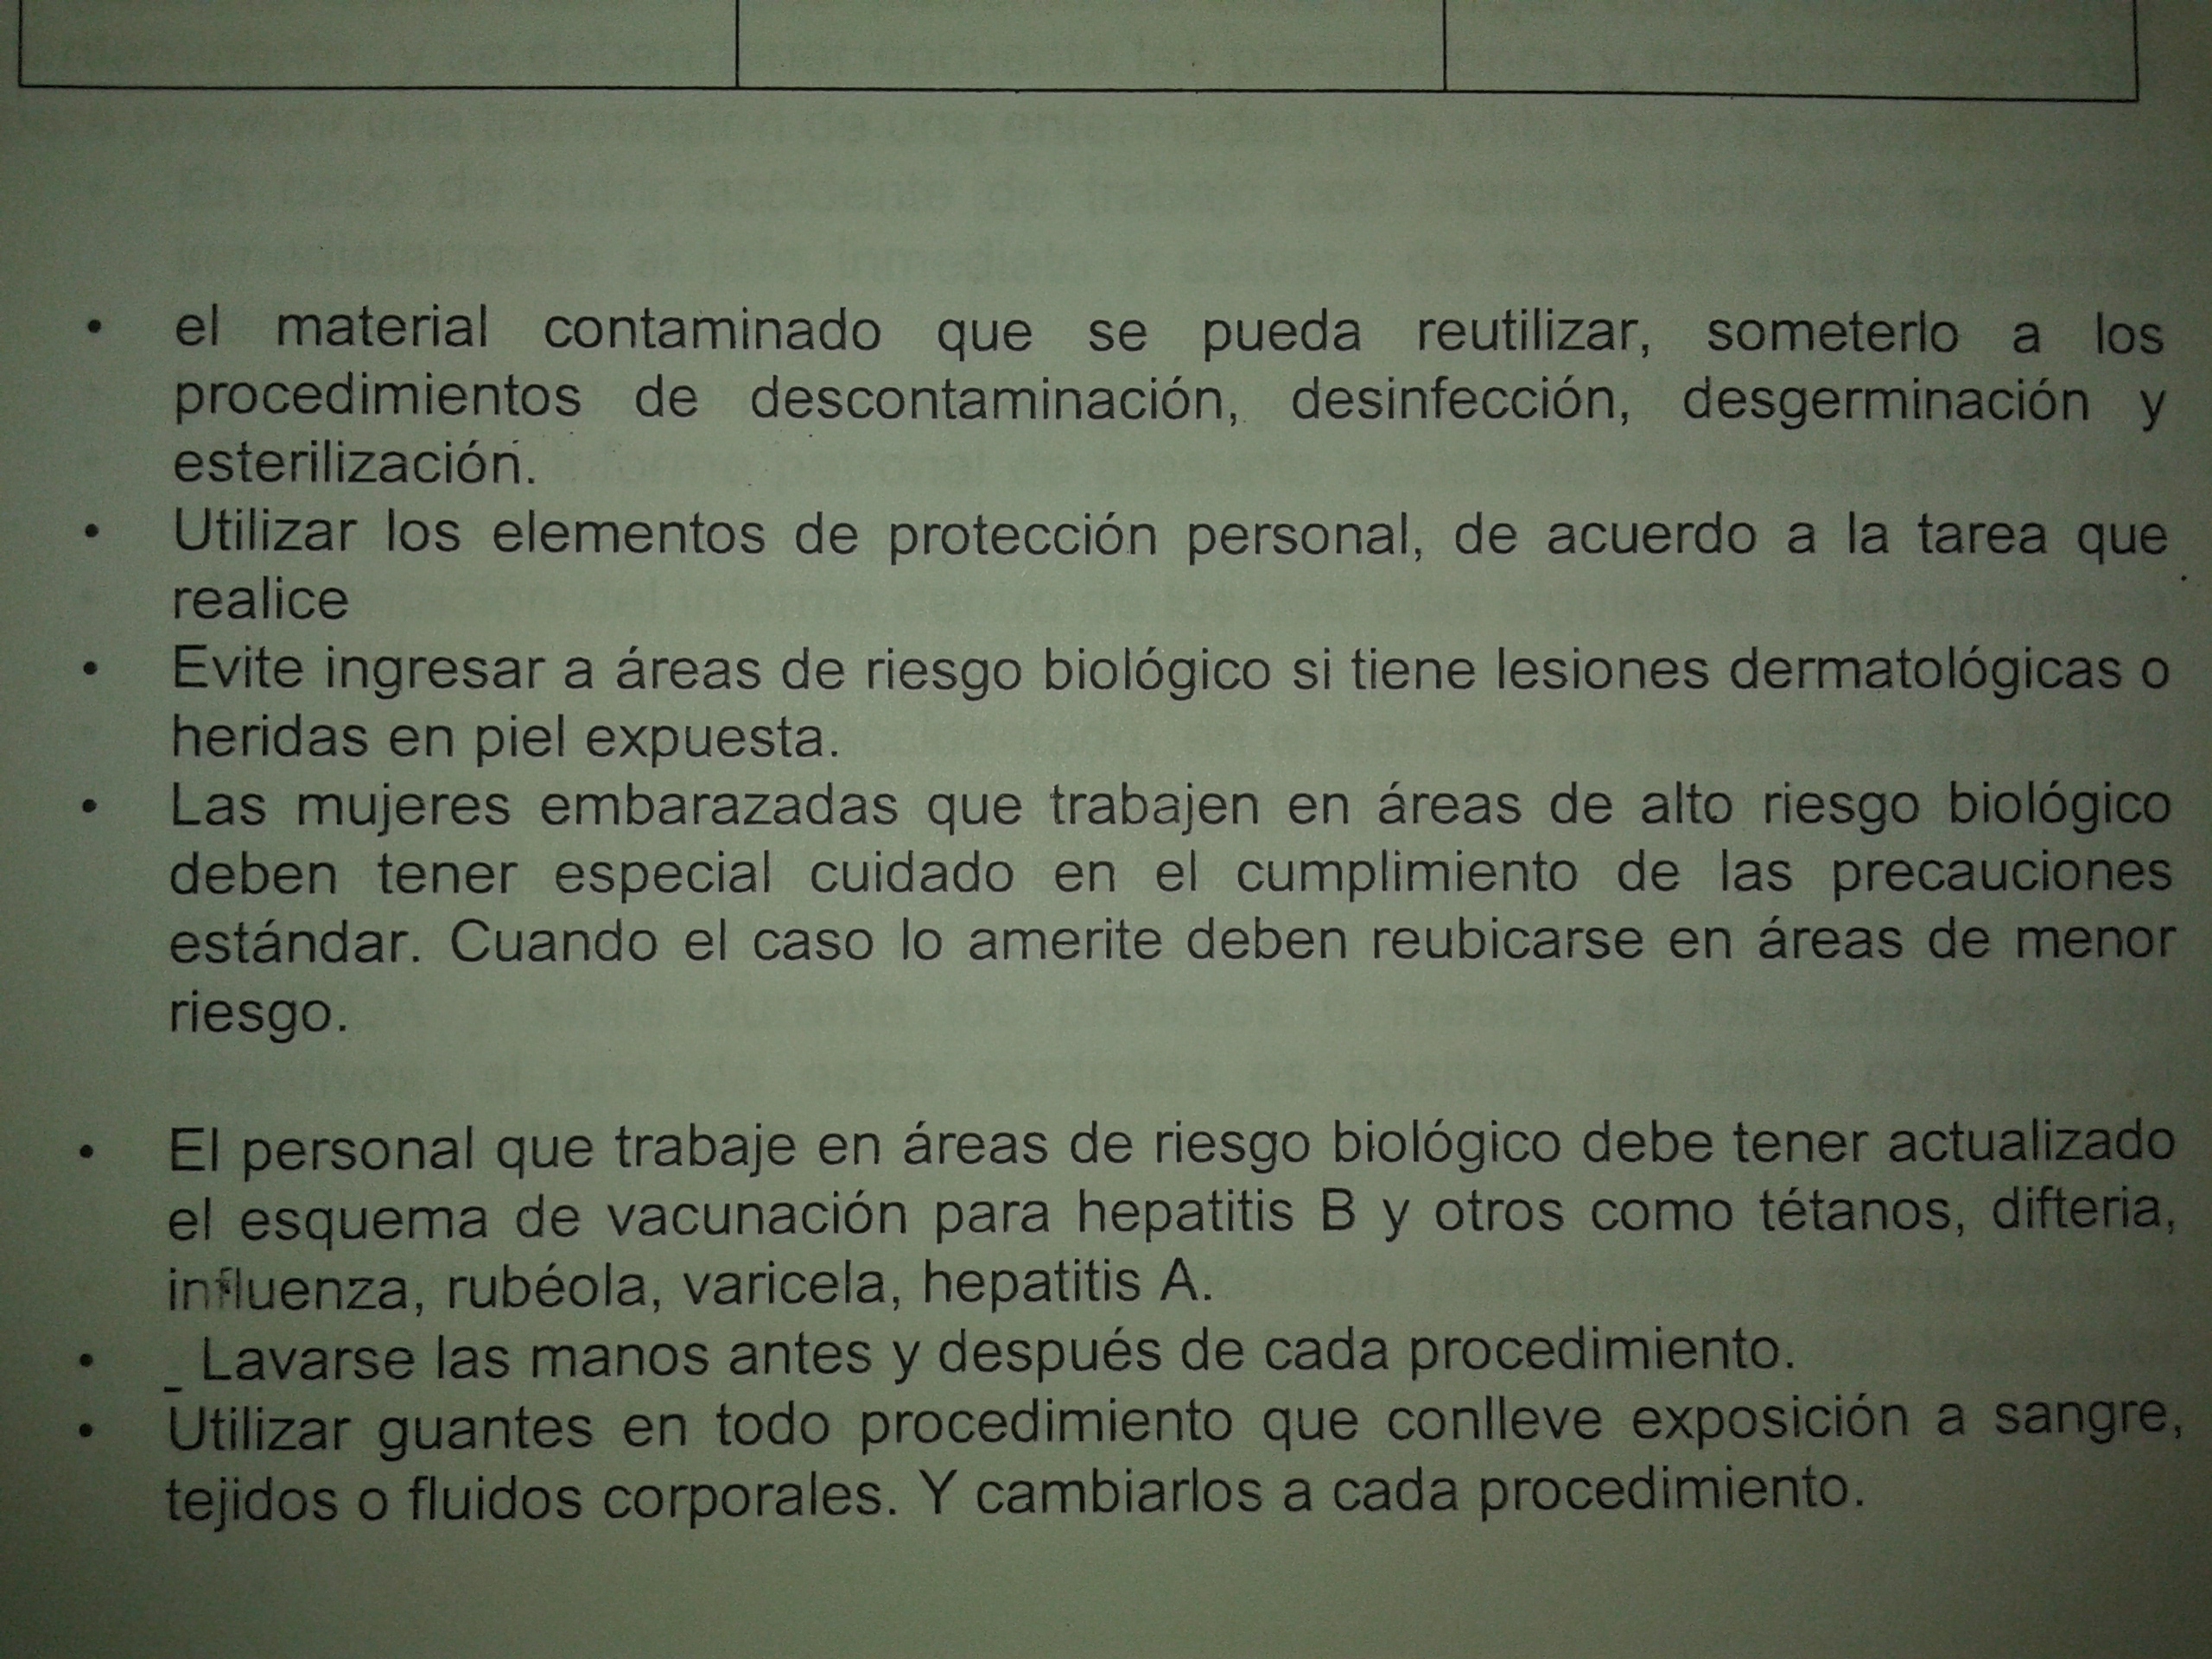 • el material contaminado que se pueda reutilizar, someterlo a los
procedimientos de descontaminación, desinfección, desgerminación y
esterilización.
• Utilizar los elementos de protección personal, de acuerdo a la tarea que
realice
• Evite ingresar a áreas de riesgo biológico si tiene lesiones dermatológicas o
heridas en piel expuesta.
• Las mujeres embarazadas que trabajen en áreas de alto riesgo biológico
deben tener especial cuidado en el cumplimiento de las precauciones
estándar. Cuando el caso lo amerite deben reubicarse en áreas de menor
riesgo.
• El personal que trabaje en áreas de riesgo biológico debe tener actualizado
el esquema de vacunación para hepatitis B y otros como tétanos, difteria,
influenza, rubéola, varicela, hepatitis A.
• _ Lavarse las manos antes y después de cada procedimiento.
• Utilizar guantes en todo procedimiento que conlleve exposición a sangre,
tejidos o fluidos corporales. Y cambiarlos a cada procedimiento.